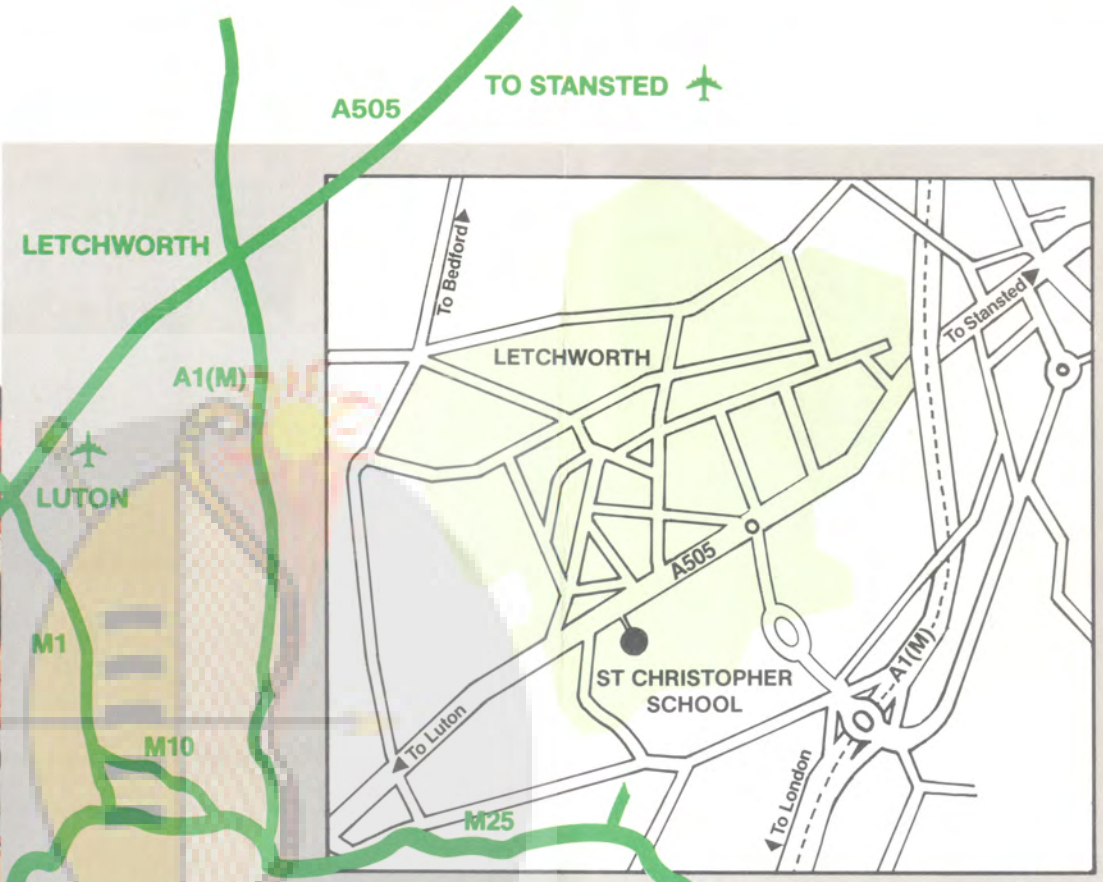 TO STANSTED
A505
LETCHWORTH
To Bedford
To Stansted
LETCHWORTH
A1(M)
LUTON
A505
M1
A1(M)
ST CHRISTOPHER
SCHOOL
To Luton
M10
To London
M25